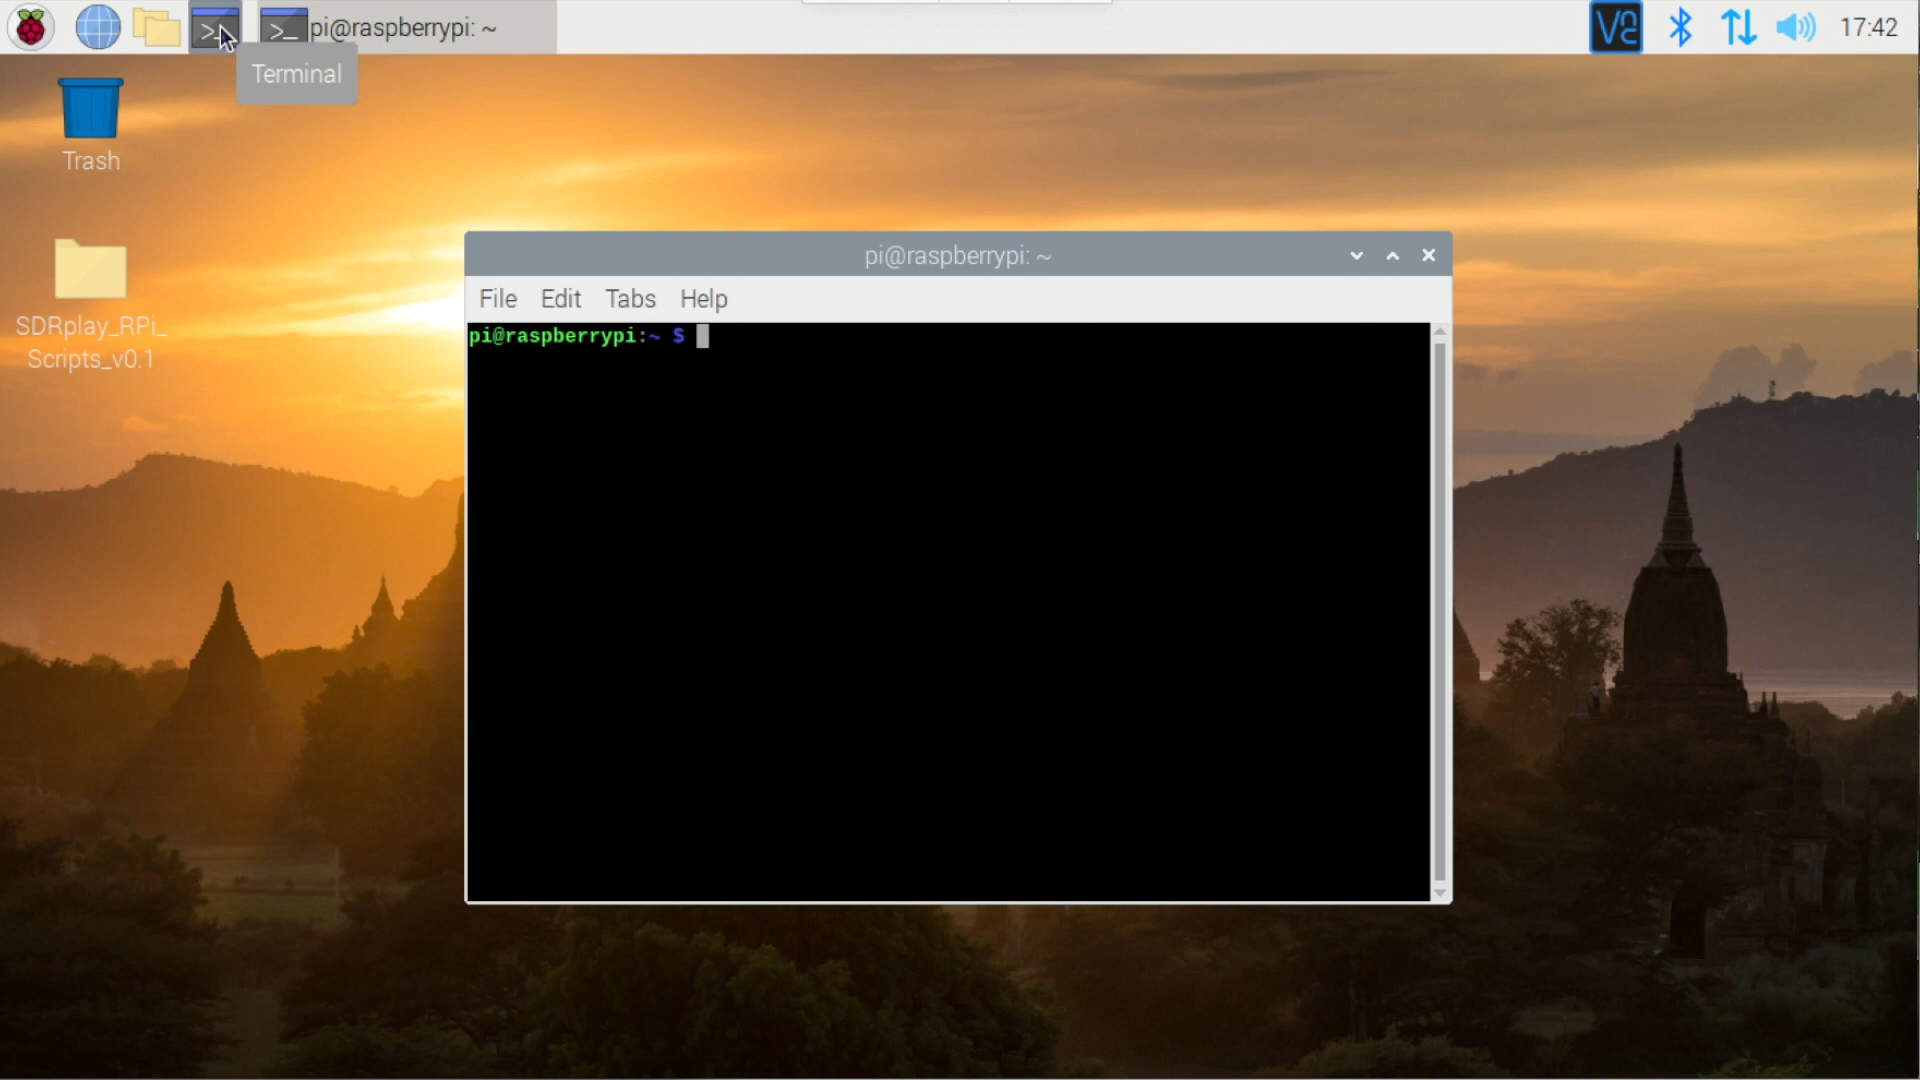 >_ >_ pi@raspberrypi: ~ 17:42
Terminal
Trash
SDRplay_RPi_
Scripts_v0.1
pi@raspberrypi: ~
File Edit Tabs Help
pi@raspberrypi:~ $